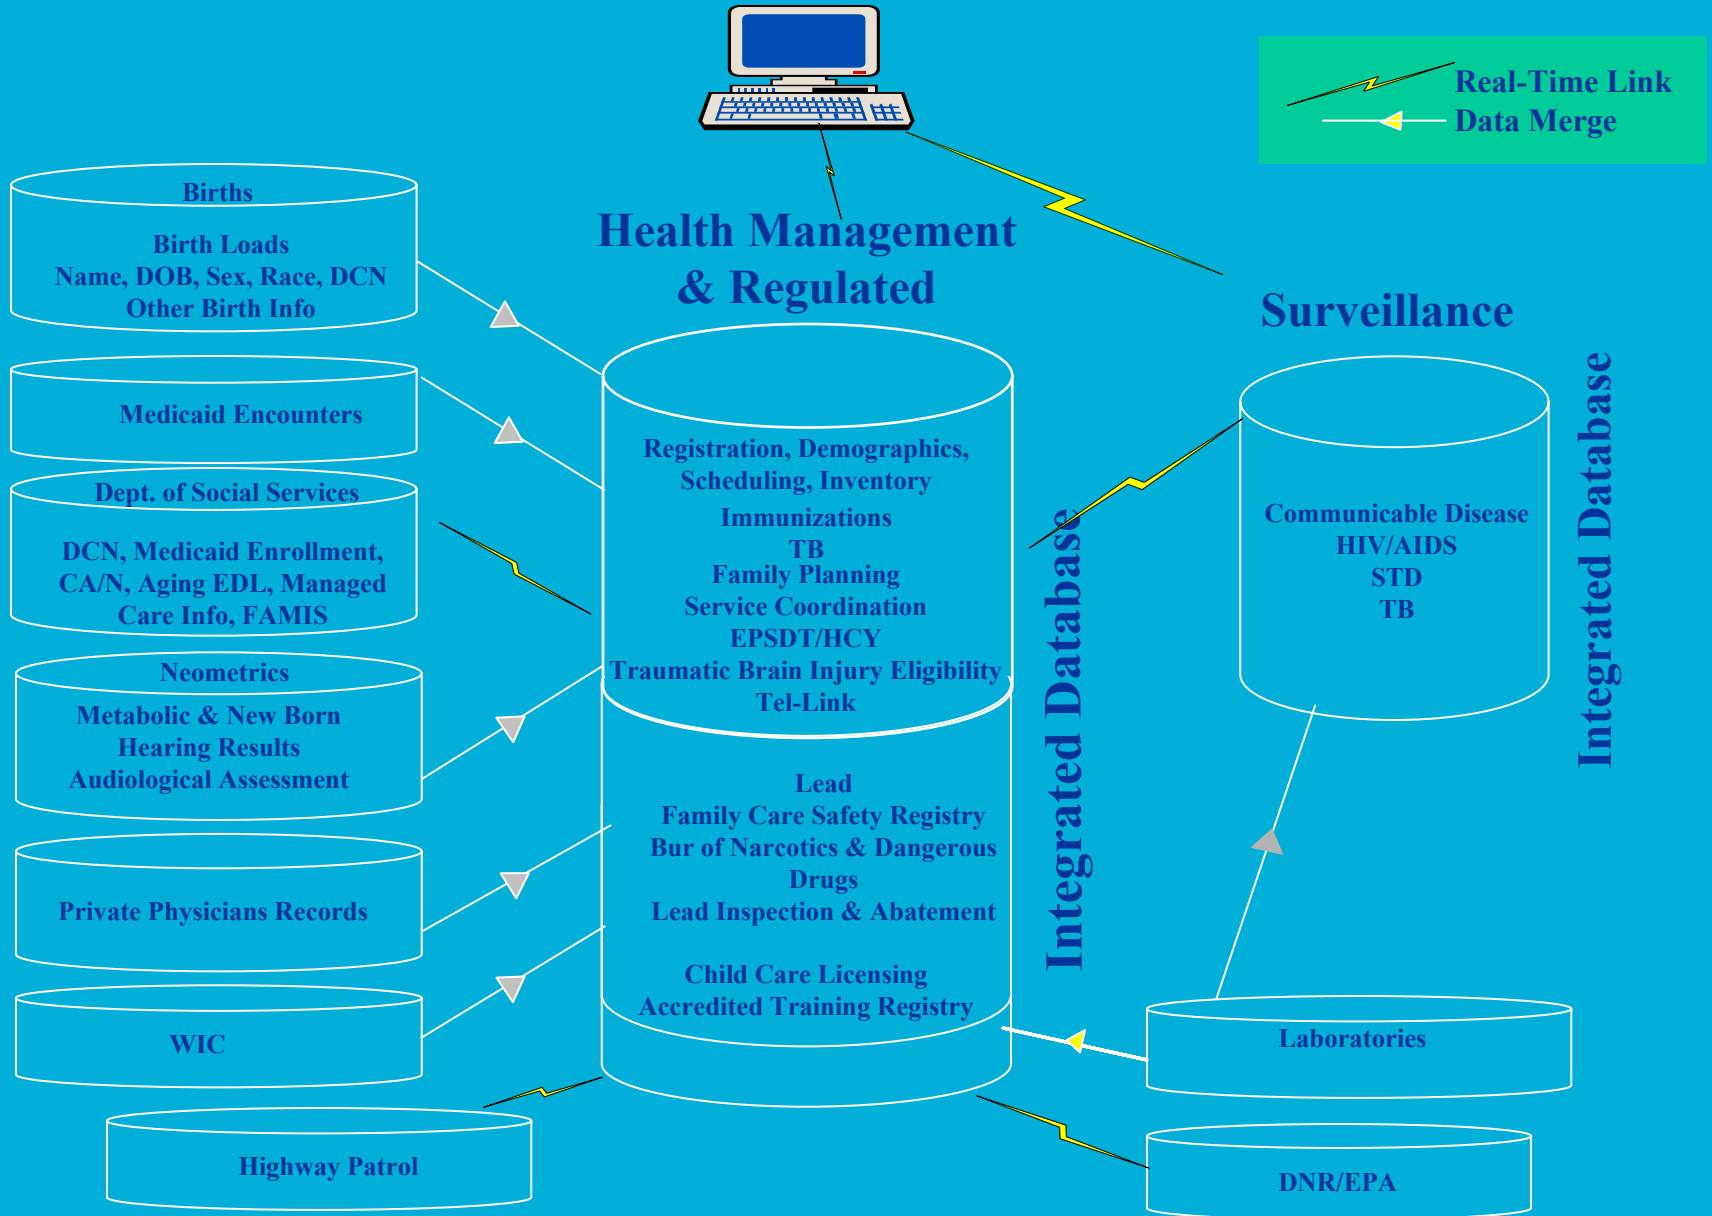 Real-Time Link
Data Merge
Births
Birth Loads
Name, DOB, Sex, Race, DCN
Other Birth Info
Medicaid Encounters
Dept. of Social Services
DCN, Medicaid Enrollment,
CA/N, Aging EDL, Managed
Care Info, FAMIS
Neometrics
Metabolic & New Born
Hearing Results
Audiological Assessment
Private Physicians Records
WIC
Highway Patrol
Health Management
& Regulated
Registration, Demographics,
Scheduling, Inventory
Immunizations
TB
Family Planning
Service Coordination
EPSDT/HCY
Traumatic Brain Injury Eligibility
Tel-Link
Lead
Family Care Safety Registry
Bur of Narcotics & Dangerous
Drugs
Lead Inspection & Abatement
Child Care Licensing
Accredited Training Registry
Integrated Database
Surveillance
Communicable Disease
HIV/AIDS
STD
TB
Integrated Database
Laboratories
DNR/EPA